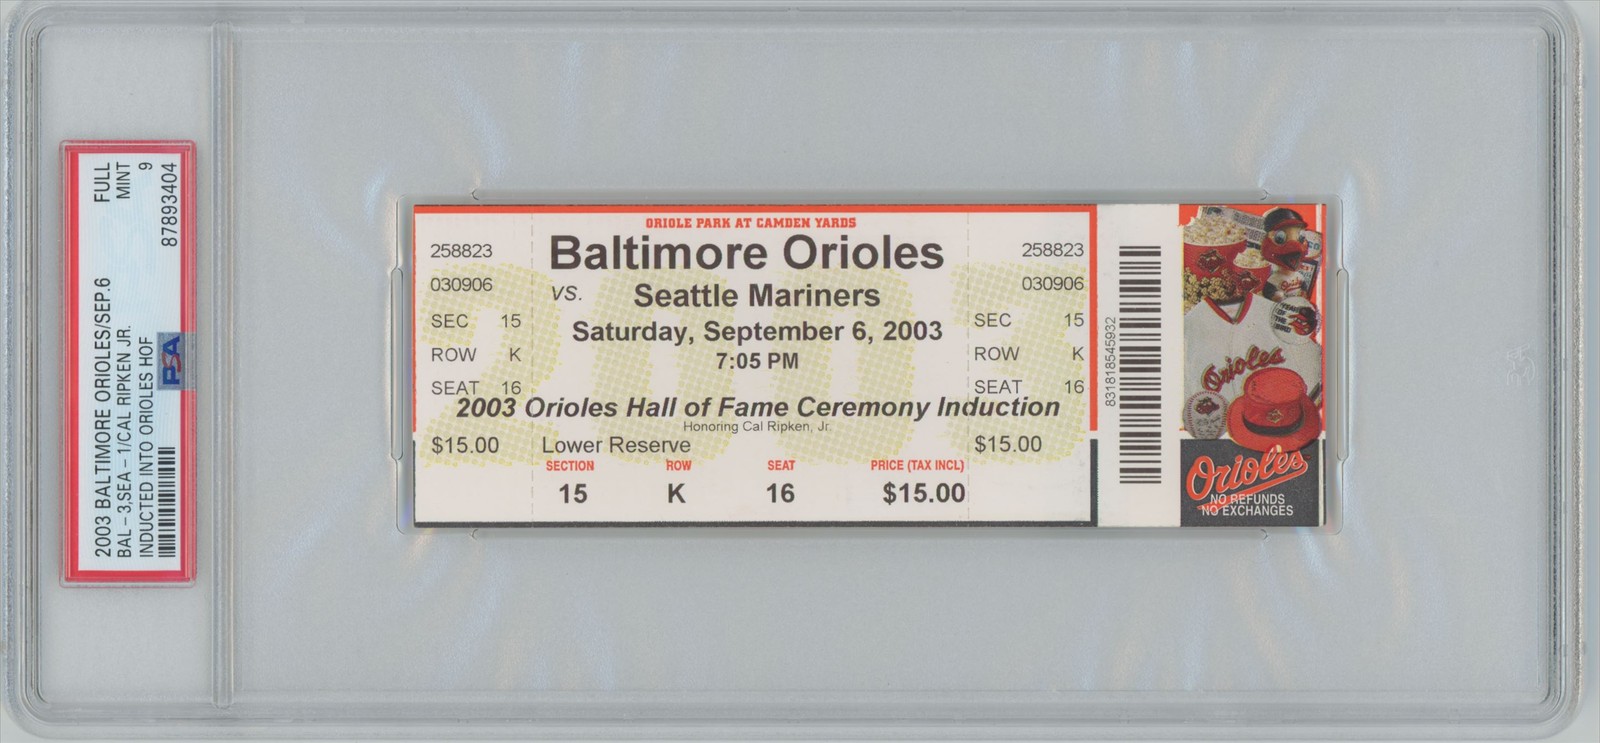 2003 BALTIMORE ORIOLES/SEP.6 FULL
BAL-3,SEA-1/CAL RIPKEN JR. MINT
INDUCTED INTO ORIOLES HOF 9
87893404
PSA
ORIOLE PARK AT CAMDEN YARDS
Baltimore Orioles
vs. Seattle Mariners
Saturday, September 6, 2003
7:05 PM
258823
030906
SEC 15
ROW K
SEAT 16
258823
030906
SEC 15
ROW K
SEAT 16
2003
2003 Orioles Hall of Fame Ceremony Induction
Honoring Cal Ripken, Jr.
$15.00 Lower Reserve $15.00
SECTION ROW SEAT PRICE (TAX INCL)
15 K 16 $15.00
831818545932
Orioles
Orioles
NO REFUNDS
NO EXCHANGES